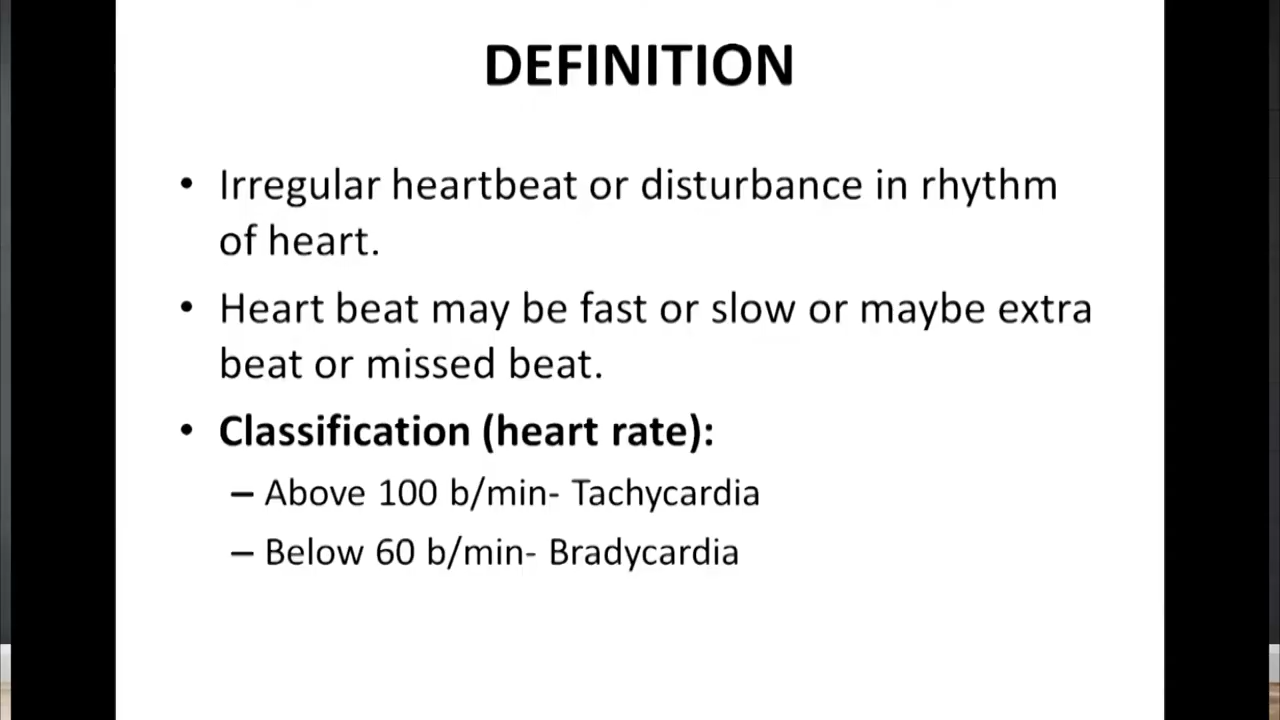 DEFINITION
• Irregular heartbeat or disturbance in rhythm
of heart.
• Heart beat may be fast or slow or maybe extra
beat or missed beat.
• Classification (heart rate):
– Above 100 b/min- Tachycardia
– Below 60 b/min- Bradycardia